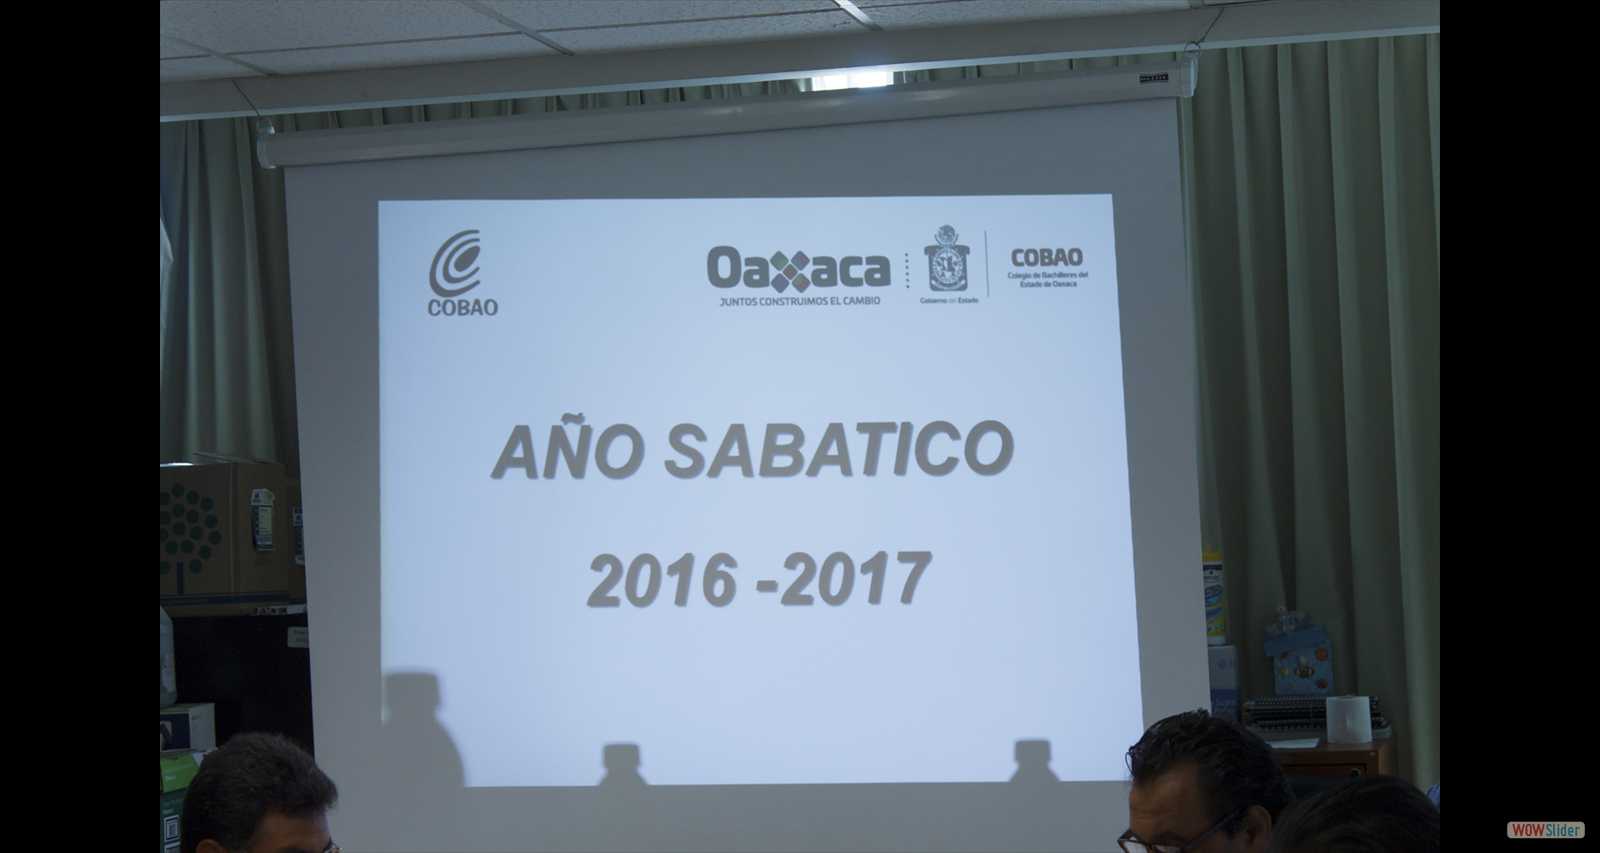 COBAO
Oaxaca
JUNTOS CONSTRUIMOS EL CAMBIO
Gobierno del Estado
COBAO
Colegio de Bachilleres del
Estado de Oaxaca
AÑO SABATICO
2016 -2017
WOWSlider